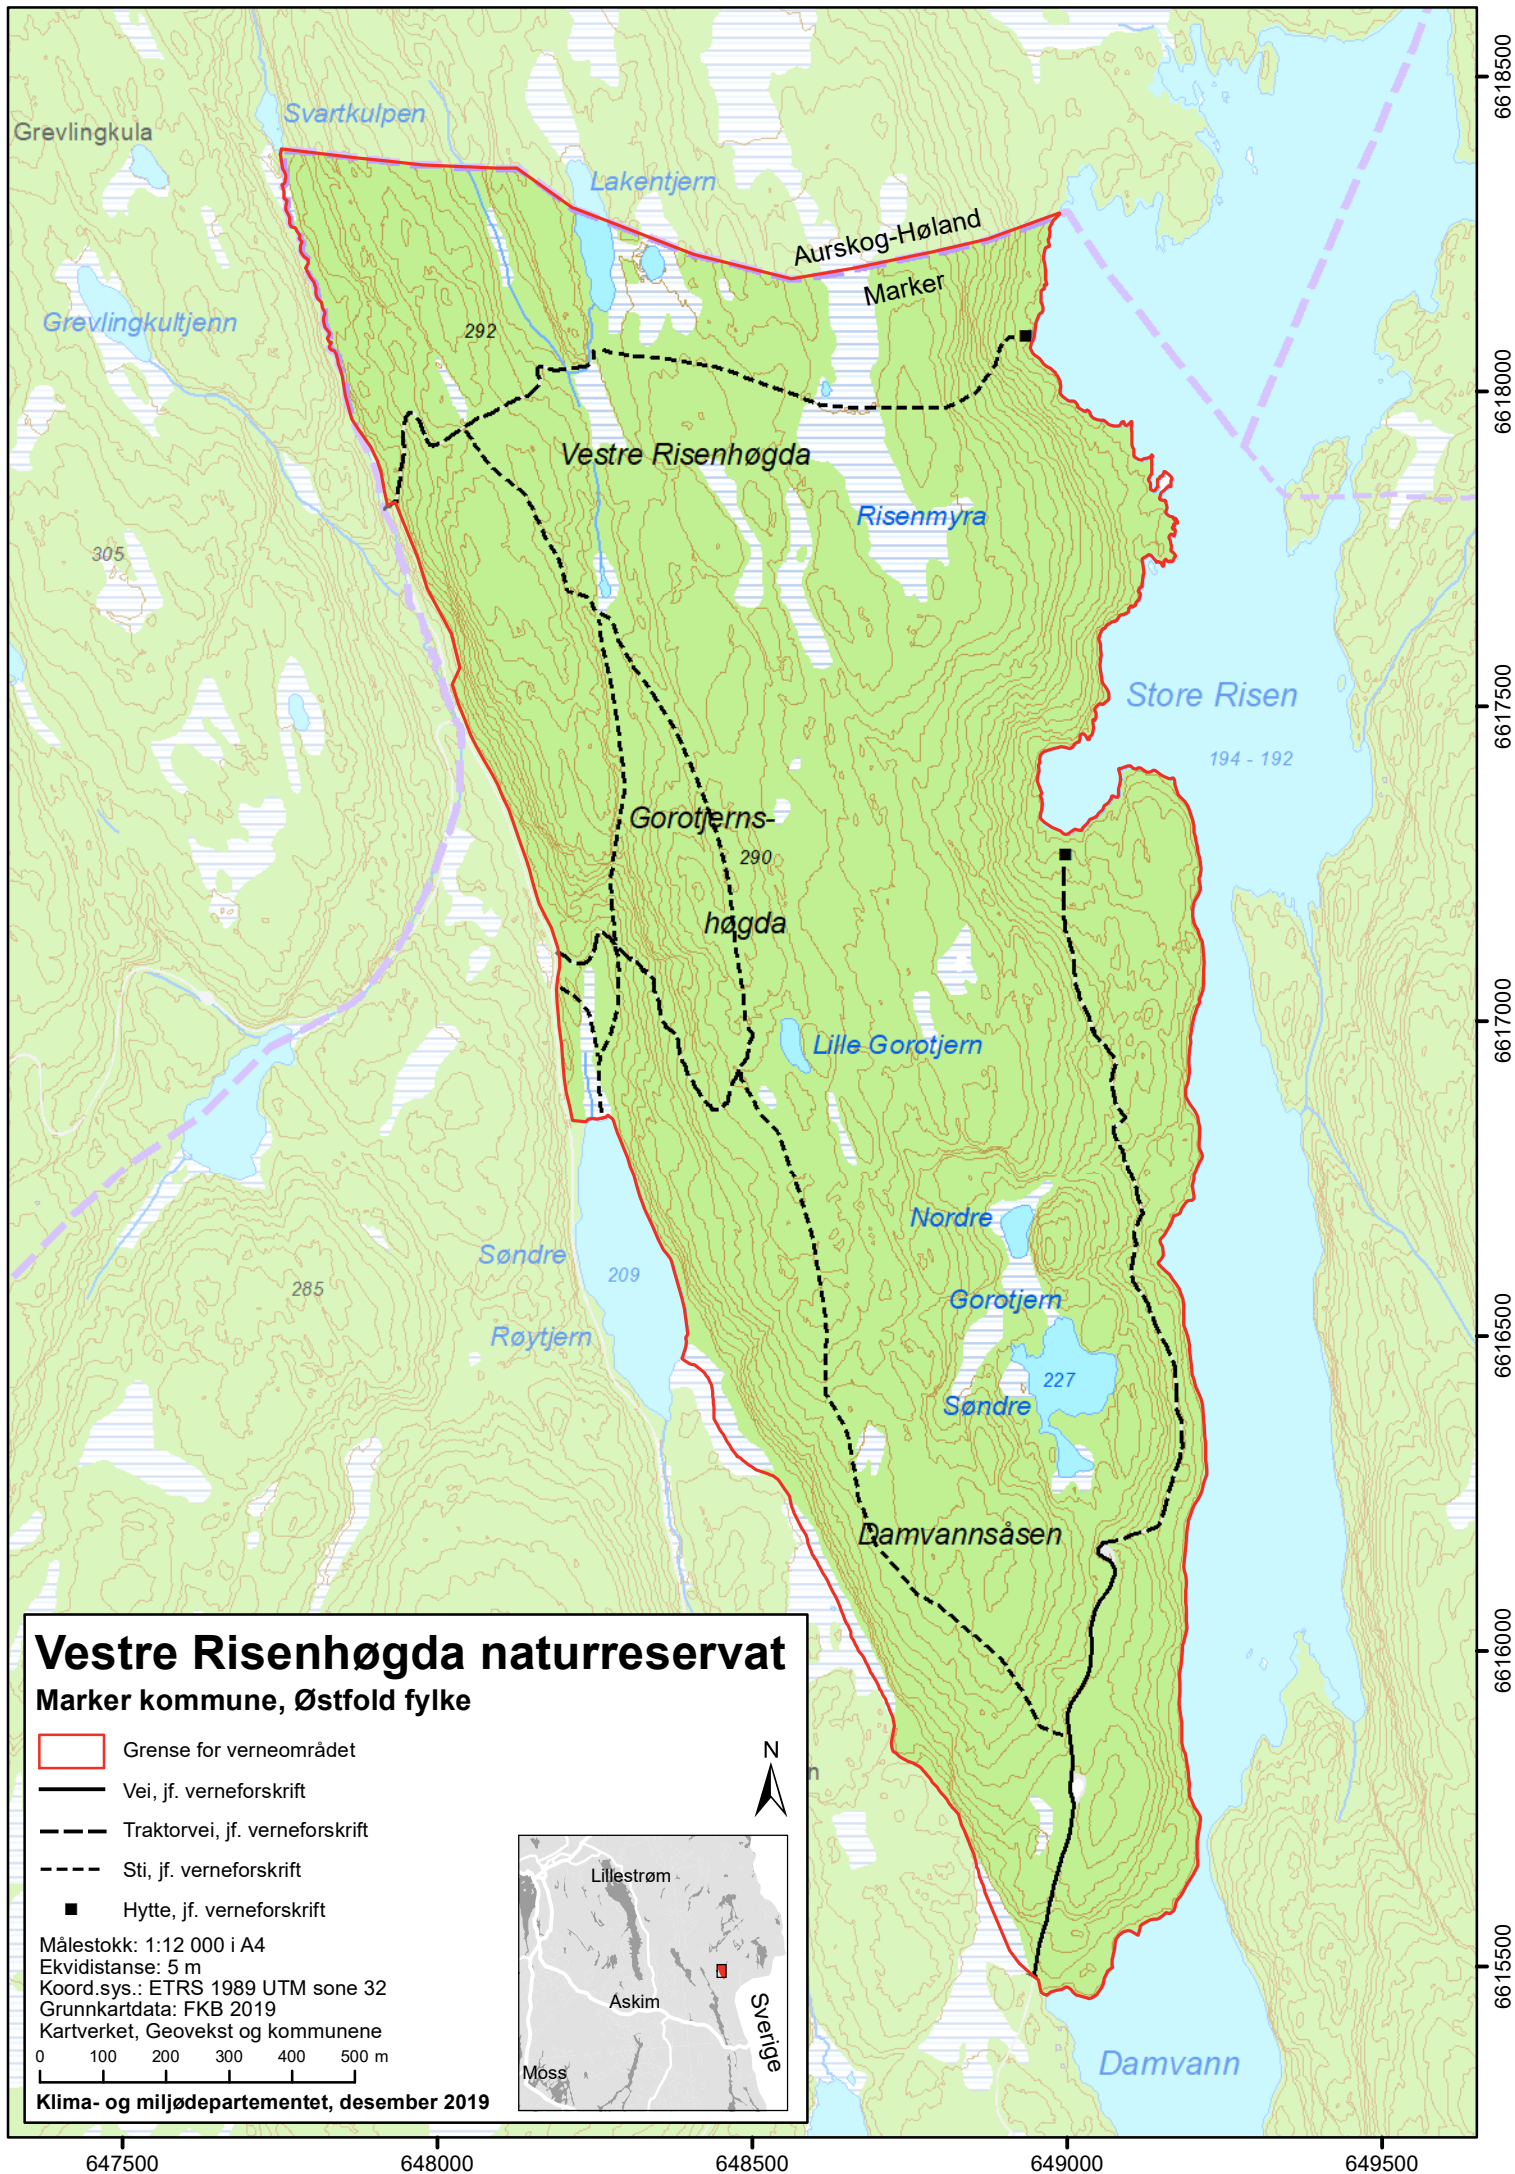 Grevlingkula
Svartkulpen
Lakentjern
Aurskog-Høland
Marker
Grevlingkultjenn
292
Vestre Risenhøgda
Risenmyra
305
Store Risen
194 - 192
Gorotjerns-
290
høgda
Lille Gorotjern
Nordre
Søndre
209
285
Gorotjern
Røytjern
227
Søndre
Damvannsåsen
n
Damvann
Vestre Risenhøgda naturreservat
Marker kommune, Østfold fylke
Grense for verneområdet
Vei, jf. verneforskrift
Traktorvei, jf. verneforskrift
Sti, jf. verneforskrift
Hytte, jf. verneforskrift
N
Målestokk: 1:12 000 i A4
Ekvidistanse: 5 m
Koord.sys.: ETRS 1989 UTM sone 32
Grunnkartdata: FKB 2019
Kartverket, Geovekst og kommunene
0 100 200 300 400 500 m
Klima- og miljødepartementet, desember 2019
Lillestrøm
Askim
Moss
Sverige
6618500
6618000
6617500
6617000
6616500
6616000
6615500
647500 648000 648500 649000 649500